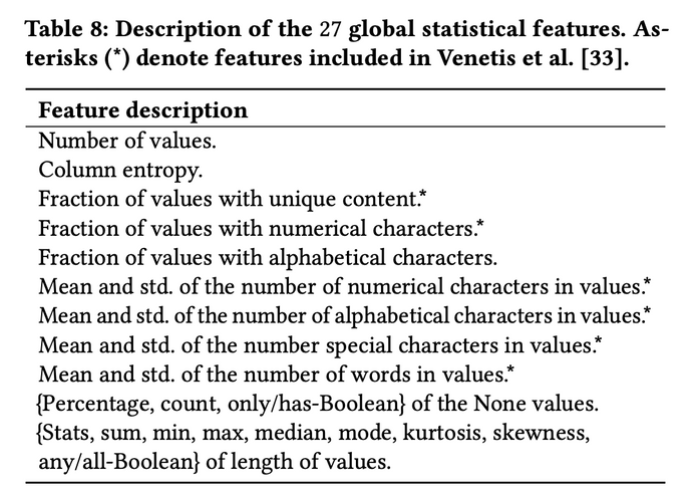 Table 8: Description of the 27 global statistical features. As-
terisks (*) denote features included in Venetis et al. [33].
Feature description
Number of values.
Column entropy.
Fraction of values with unique content.*
Fraction of values with numerical characters.*
Fraction of values with alphabetical characters.
Mean and std. of the number of numerical characters in values.*
Mean and std. of the number of alphabetical characters in values.*
Mean and std. of the number special characters in values.*
Mean and std. of the number of words in values.*
{Percentage, count, only/has-Boolean} of the None values.
{Stats, sum, min, max, median, mode, kurtosis, skewness,
any/all-Boolean} of length of values.